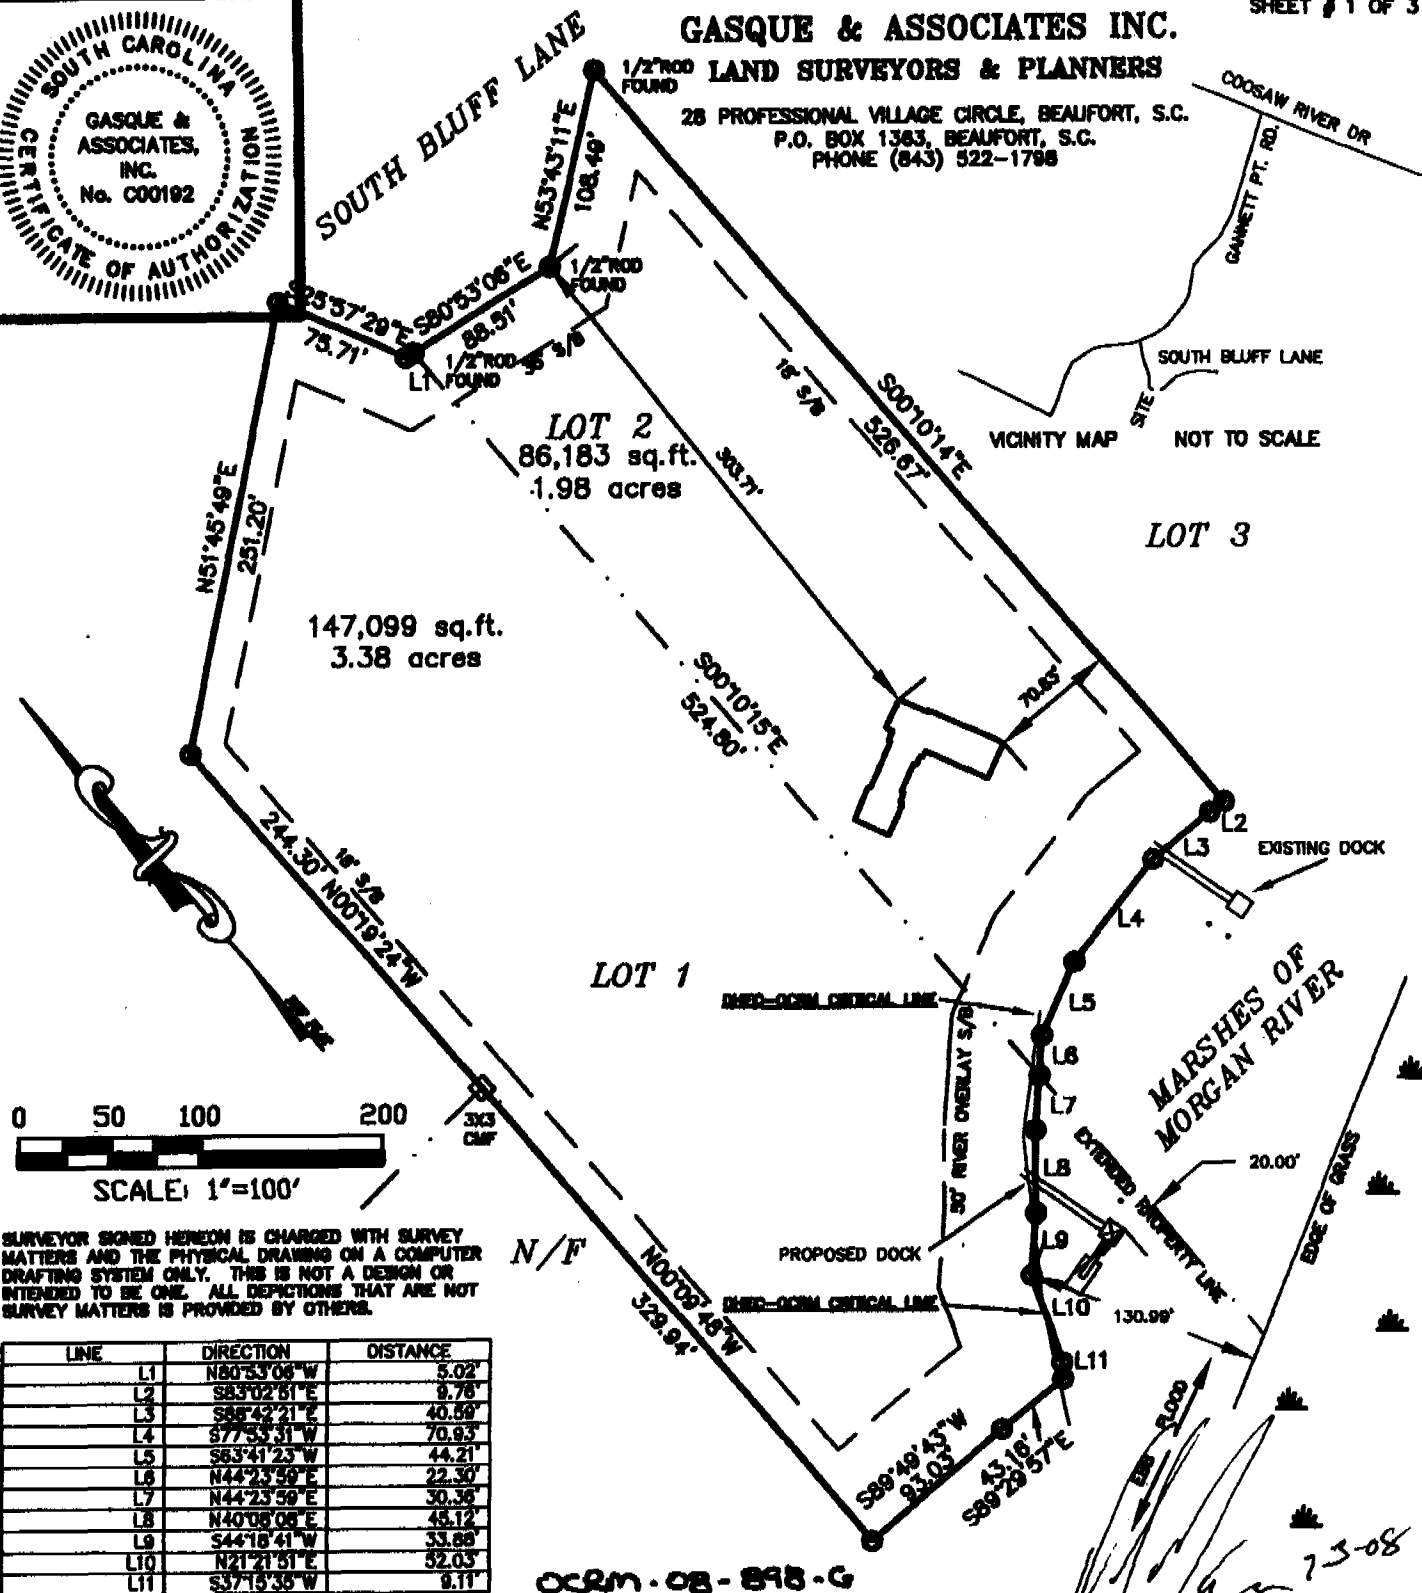 SHEET # 1 OF 3
GASQUE & ASSOCIATES INC.
LAND SURVEYORS & PLANNERS
28 PROFESSIONAL VILLAGE CIRCLE, BEAUFORT, S.C.
P.O. BOX 1363, BEAUFORT, S.C.
PHONE (843) 522-1798
SOUTH CAROLINA
GASQUE &
ASSOCIATES,
INC.
No. C00192
CERTIFICATE OF AUTHORIZATION
SOUTH BLUFF LANE
1/2"ROD
FOUND
N53°43'11"E
108.49'
1/2"ROD
FOUND
S25°57'29"E
75.71'
S80°53'06"E
88.51'
L1
1/2"ROD
FOUND
35' S/B
COOSAW RIVER DR
GANNETT PT. RD.
SOUTH BLUFF LANE
SITE
VICINITY MAP
NOT TO SCALE
LOT 2
86,183 sq.ft.
1.98 acres
303.71'
18' S/B
S00°10'14"E
526.67'
LOT 3
N51°45'49"E
251.20'
147,099 sq.ft.
3.38 acres
S00°10'15"E
524.80'
70.83'
L2
L3
EXISTING DOCK
L4
18' S/B
244.30' N00°19'24"W
LOT 1
DHEC-OCRM CRITICAL LINE
L5
50' RIVER OVERLAY S/B
MARSHES OF
MORGAN RIVER
L6
L7
L8
EXTENDED PROPERTY LINE
20.00'
EDGE OF GRASS
L9
PROPOSED DOCK
DHEC-OCRM CRITICAL LINE
L10
130.99'
L11
0 50 100 200
SCALE: 1"=100'
3X3
CMF
SURVEYOR SIGNED HEREON IS CHARGED WITH SURVEY
MATTERS AND THE PHYSICAL DRAWING ON A COMPUTER
DRAFTING SYSTEM ONLY. THIS IS NOT A DESIGN OR
INTENDED TO BE ONE. ALL DEPICTIONS THAT ARE NOT
SURVEY MATTERS IS PROVIDED BY OTHERS.
N/F
N00°09'48"W
329.94'
S89°49'43"W
93.03'
43.16'
S89°29'57"E
EBB
FLOOD
LINE DIRECTION DISTANCE
L1 N80°53'06"W 5.02'
L2 S83°02'51"E 9.76'
L3 S88°42'21"E 40.59'
L4 S77°53'31"W 70.93'
L5 S63°41'23"W 44.21'
L6 N44°23'59"E 22.30'
L7 N44°23'59"E 30.36'
L8 N40°08'08"E 45.12'
L9 S44°18'41"W 33.88'
L10 N21°21'51"E 52.03'
L11 S37°15'35"W 9.11'
OCRM-08-898-G
7-3-08